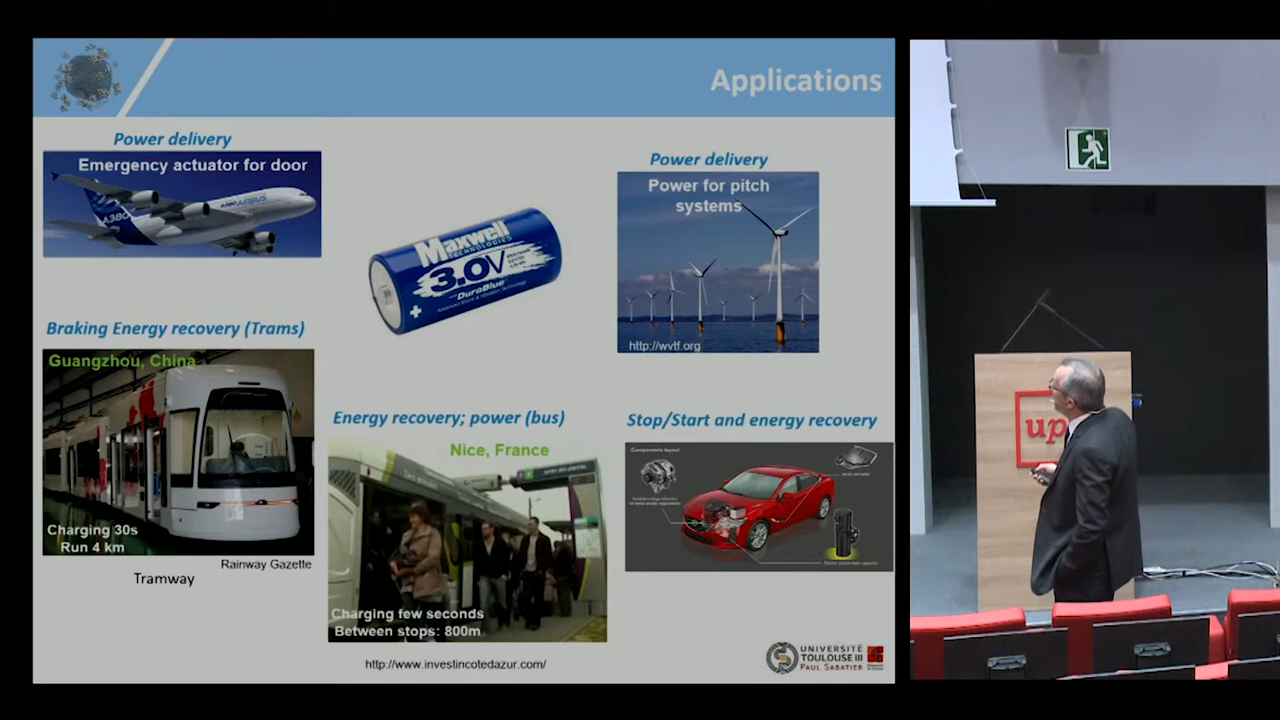 Applications
Power delivery
Emergency actuator for door
A380
AIRBUS
Maxwell
TECHNOLOGIES
3.0V
DuraBlue
Power delivery
Power for pitch
systems
http://wvtf.org
Braking Energy recovery (Trams)
Guangzhou, China
Charging 30s
Run 4 km
Rainway Gazette
Tramway
Energy recovery; power (bus)
Nice, France
Charging few seconds
Between stops: 800m
http://www.investincotedazur.com/
Stop/Start and energy recovery
Components layout
UNIVERSITÉ
TOULOUSE III
PAUL SABATIER
up